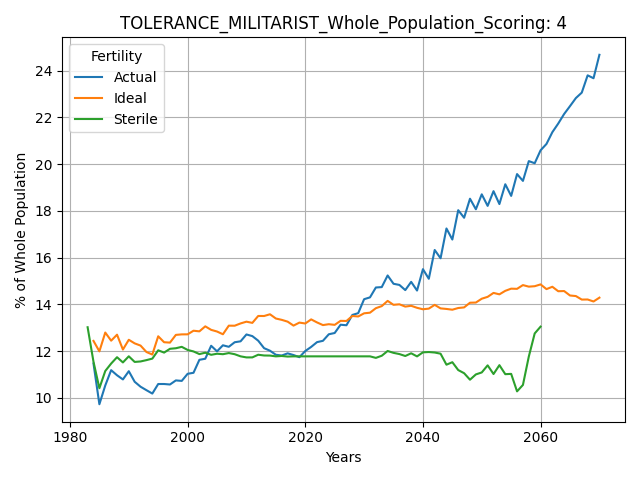 TOLERANCE_MILITARIST_Whole_Population_Scoring: 4
Fertility
Actual
Ideal
Sterile
% of Whole Population
24
22
20
18
16
14
12
10
1980
2000
2020
2040
2060
Years